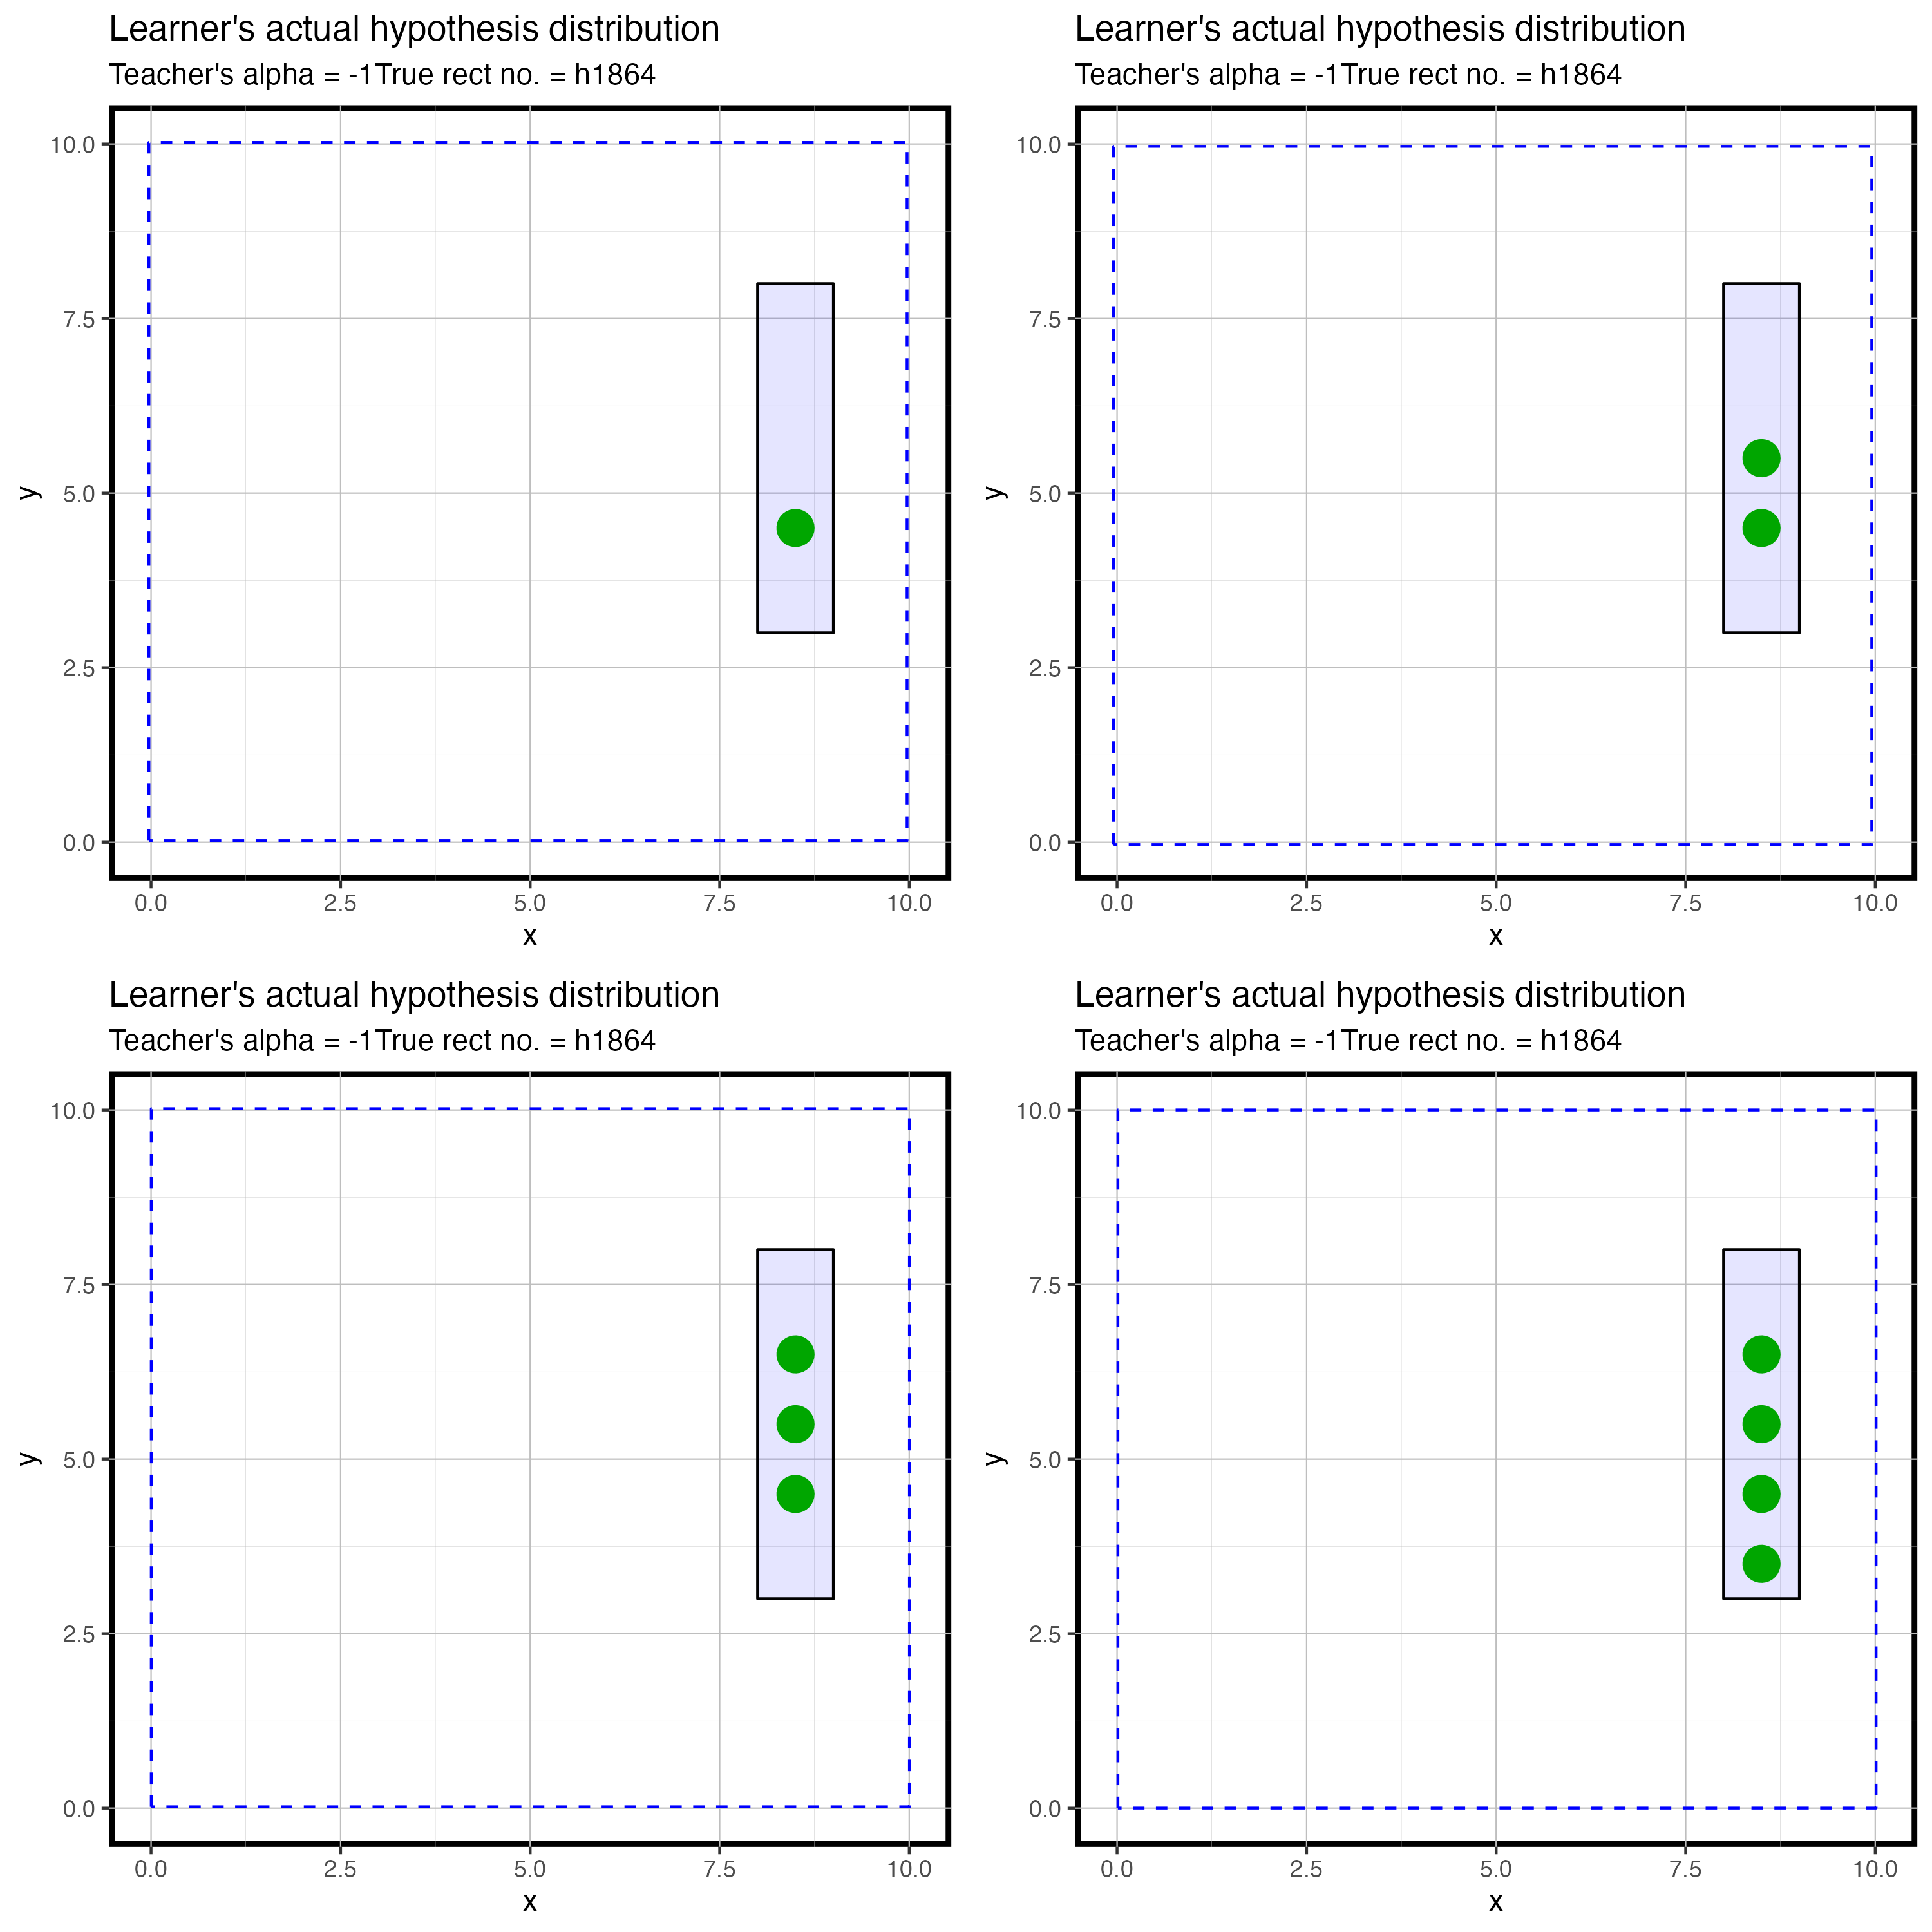 Learner's actual hypothesis distribution
Teacher's alpha = -1True rect no. = h1864
10.0
7.5
5.0
2.5
0.0
y
0.0 2.5 5.0 7.5 10.0
x
Learner's actual hypothesis distribution
Teacher's alpha = -1True rect no. = h1864
10.0
7.5
5.0
2.5
0.0
y
0.0 2.5 5.0 7.5 10.0
x
Learner's actual hypothesis distribution
Teacher's alpha = -1True rect no. = h1864
10.0
7.5
5.0
2.5
0.0
y
0.0 2.5 5.0 7.5 10.0
x
Learner's actual hypothesis distribution
Teacher's alpha = -1True rect no. = h1864
10.0
7.5
5.0
2.5
0.0
y
0.0 2.5 5.0 7.5 10.0
x